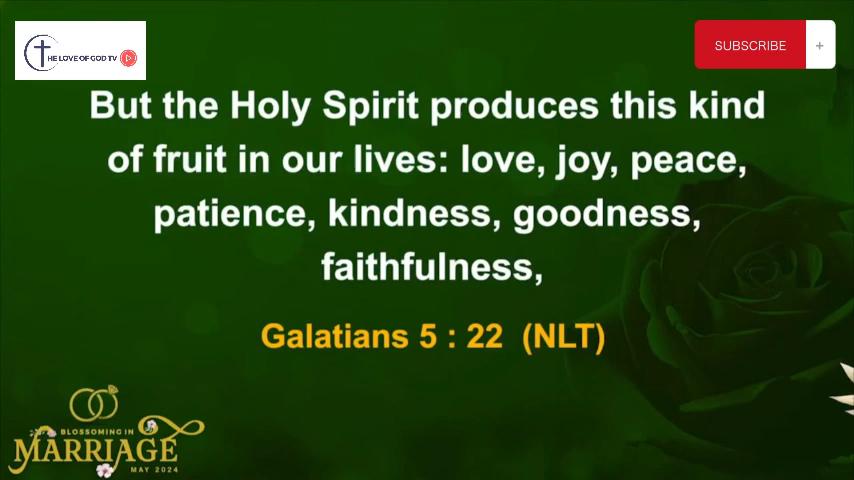 THE LOVE OF GOD TV
SUBSCRIBE +
But the Holy Spirit produces this kind
of fruit in our lives: love, joy, peace,
patience, kindness, goodness,
faithfulness,
Galatians 5 : 22 (NLT)
BLOSSOMING IN
MARRIAGE
MAY 2024